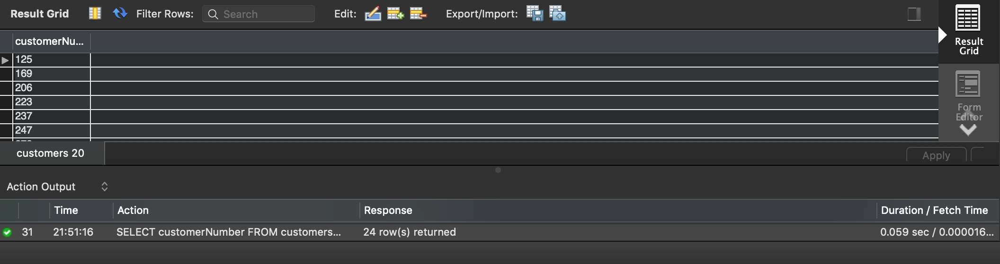 Result Grid Filter Rows: Search Edit: Export/Import:
customerNu...
125
169
206
223
237
247
Result
Grid
Form
Editor
customers 20
Apply
Action Output
Time Action Response Duration / Fetch Time
31 21:51:16 SELECT customerNumber FROM customers... 24 row(s) returned 0.059 sec / 0.000016...